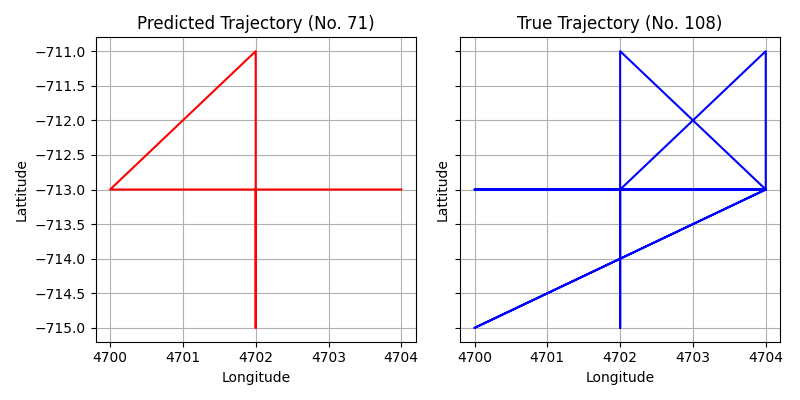 Predicted Trajectory (No. 71)
True Trajectory (No. 108)
−711.0
−711.5
−712.0
−712.5
−713.0
−713.5
−714.0
−714.5
−715.0
Lattitude
Lattitude
4700 4701 4702 4703 4704
4700 4701 4702 4703 4704
Longitude
Longitude